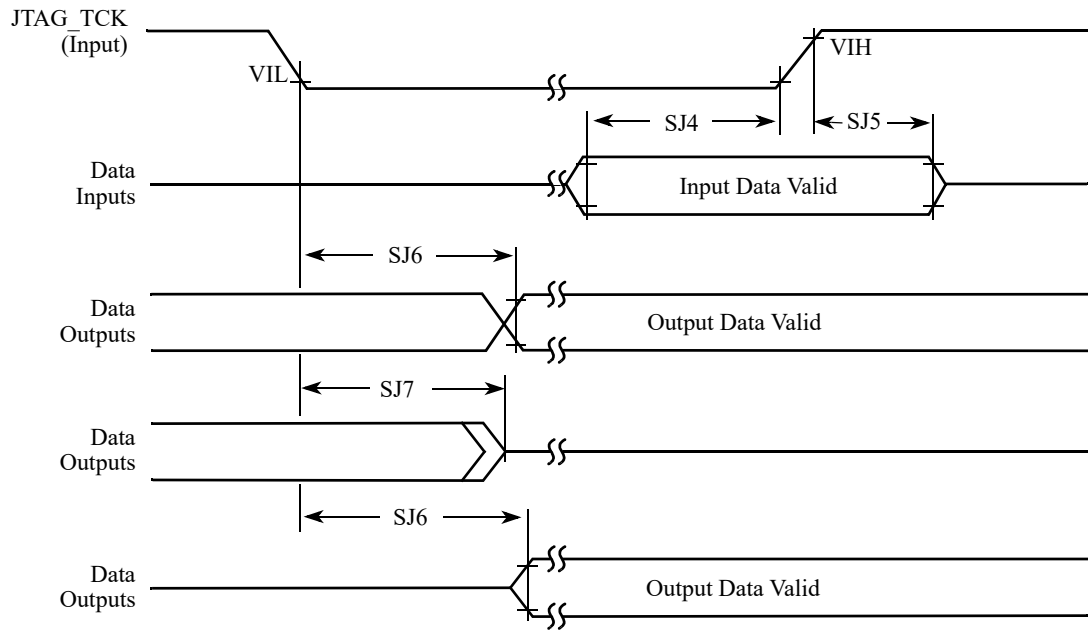 JTAG_TCK
(Input)
VIL
VIH
SJ4
SJ5
Data
Inputs
Input Data Valid
SJ6
Data
Outputs
Output Data Valid
SJ7
Data
Outputs
SJ6
Data
Outputs
Output Data Valid